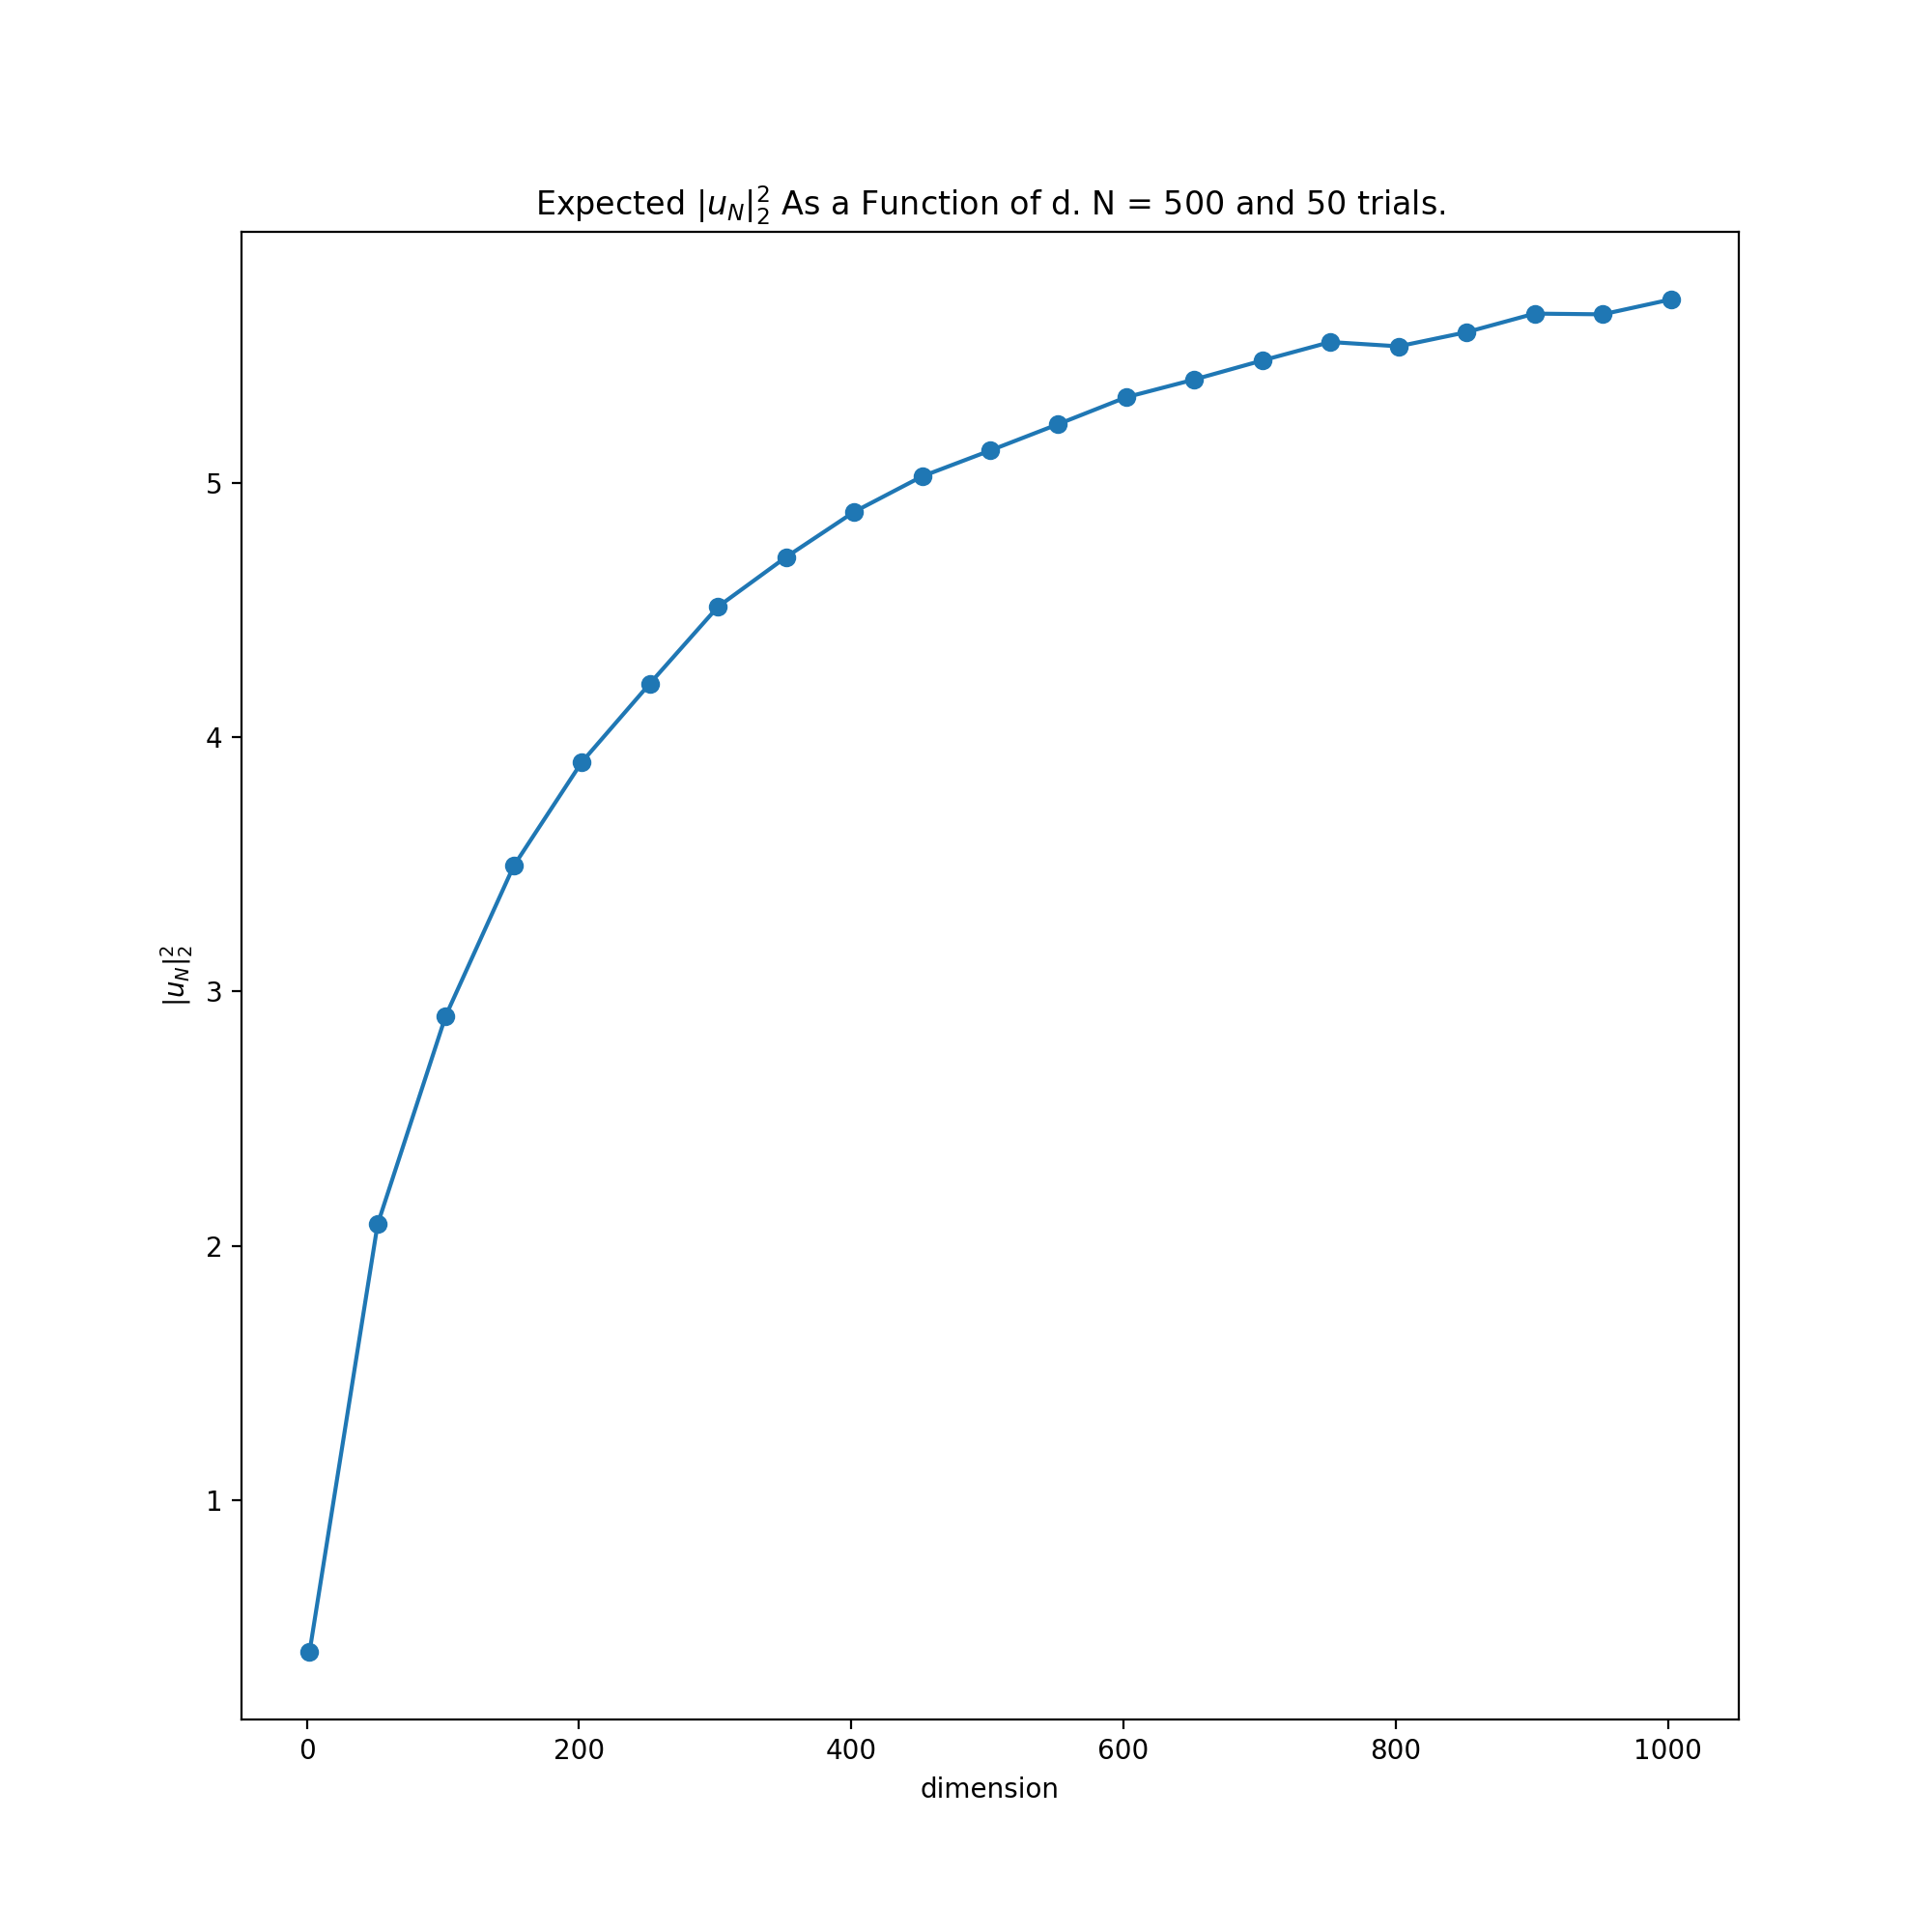 Expected $|u_N|_2^2$ As a Function of d. N = 500 and 50 trials.
$|u_N|_2^2$
5
4
3
2
1
0 200 400 600 800 1000
dimension